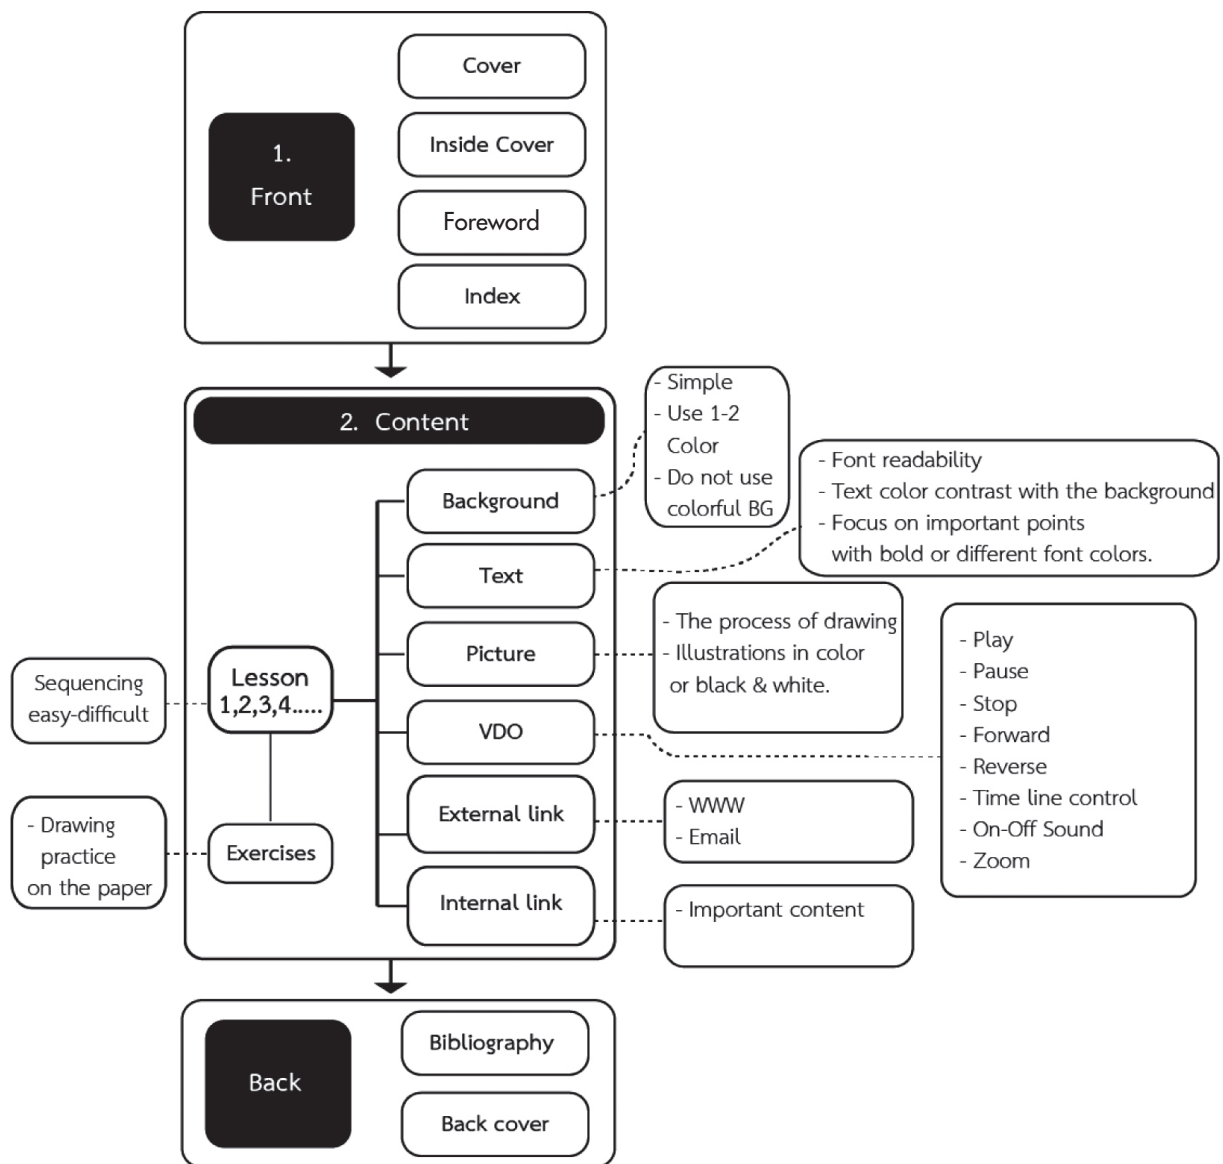 1.
Front
Cover
Inside Cover
Foreword
Index
2. Content
Background
- Simple
- Use 1-2
Color
- Do not use
colorful BG
Text
- Font readability
- Text color contrast with the background
- Focus on important points
with bold or different font colors.
Picture
- The process of drawing
- Illustrations in color
or black & white.
VDO
- Play
- Pause
- Stop
- Forward
- Reverse
- Time line control
- On-Off Sound
- Zoom
External link
- WWW
- Email
Internal link
- Important content
Lesson
1,2,3,4.....
Sequencing
easy-difficult
Exercises
- Drawing
practice
on the paper
Back
Bibliography
Back cover